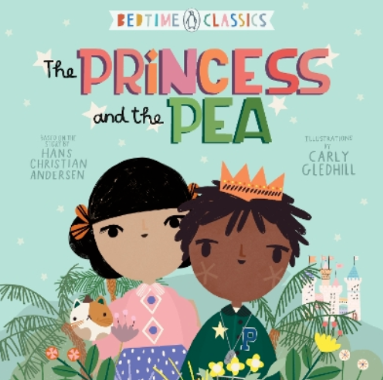 BEDTIME CLASSICS
The PRiNCESS
and the PEA
BASED ON THE
STORY BY
HANS
CHRISTIAN
ANDERSEN
ILLUSTRATIONS
BY
CARLY
GLEDHILL
P